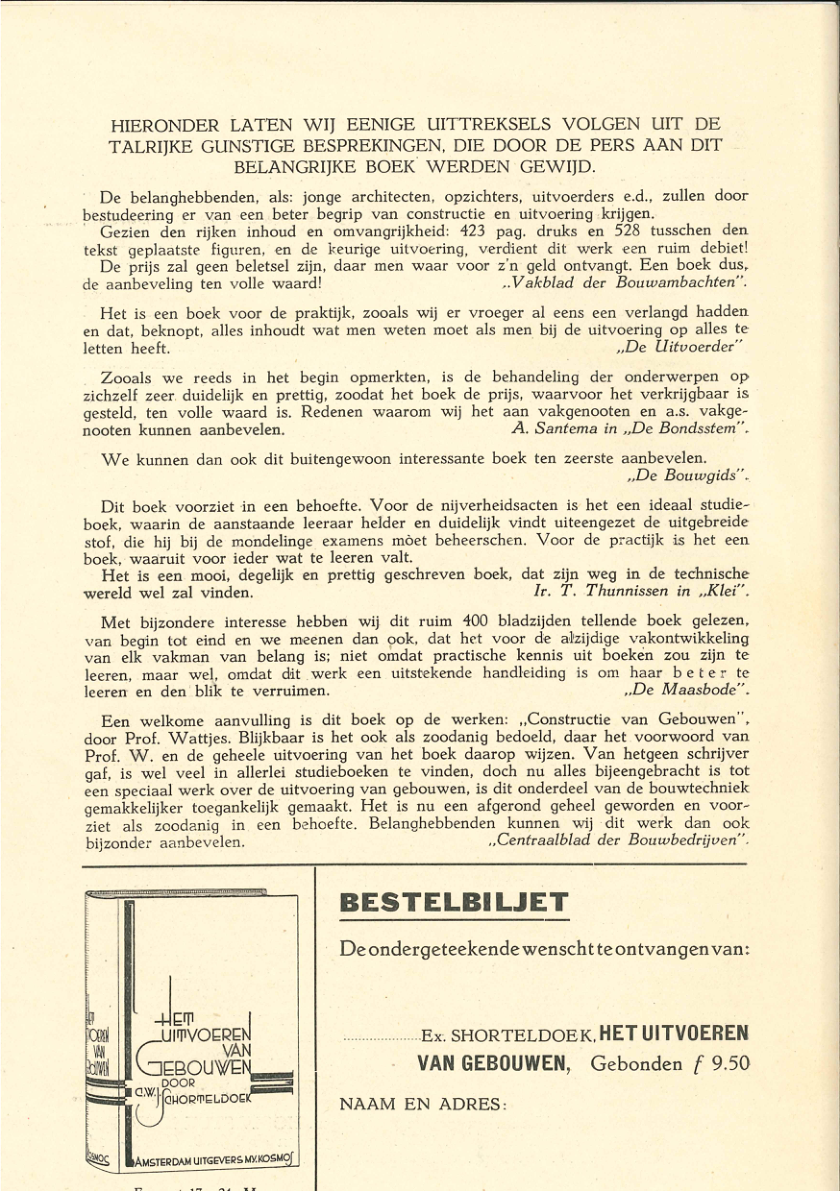 HIERONDER LATEN WIJ EENIGE UITTREKSELS VOLGEN UIT DE
TALRIJKE GUNSTIGE BESPREKINGEN, DIE DOOR DE PERS AAN DIT
BELANGRIJKE BOEK WERDEN GEWIJD.
De belanghebbenden, als: jonge architecten, opzichters, uitvoerders e.d., zullen door
bestudeering er van een beter begrip van constructie en uitvoering krijgen.
Gezien den rijken inhoud en omvangrijkheid: 423 pag. druks en 528 tusschen den
tekst geplaatste figuren, en de keurige uitvoering, verdient dit werk een ruim debiet!
De prijs zal geen beletsel zijn, daar men waar voor z'n geld ontvangt. Een boek dus,
de aanbeveling ten volle waard! „Vakblad der Bouwambachten".
Het is een boek voor de praktijk, zooals wij er vroeger al eens een verlangd hadden
en dat, beknopt, alles inhoudt wat men weten moet als men bij de uitvoering op alles te
letten heeft. „De Uitvoerder"
Zooals we reeds in het begin opmerkten, is de behandeling der onderwerpen op
zichzelf zeer duidelijk en prettig, zoodat het boek de prijs, waarvoor het verkrijgbaar is
gesteld, ten volle waard is. Redenen waarom wij het aan vakgenooten en a.s. vakge-
nooten kunnen aanbevelen. A. Santema in „De Bondsstem".
We kunnen dan ook dit buitengewoon interessante boek ten zeerste aanbevelen.
„De Bouwgids".
Dit boek voorziet in een behoefte. Voor de nijverheidsacten is het een ideaal studie-
boek, waarin de aanstaande leeraar helder en duidelijk vindt uiteengezet de uitgebreide
stof, die hij bij de mondelinge examens mòet beheerschen. Voor de practijk is het een
boek, waaruit voor ieder wat te leeren valt.
Het is een mooi, degelijk en prettig geschreven boek, dat zijn weg in de technische
wereld wel zal vinden. Ir. T. Thunnissen in „Klei".
Met bijzondere interesse hebben wij dit ruim 400 bladzijden tellende boek gelezen,
van begin tot eind en we meenen dan ook, dat het voor de alzijdige vakontwikkeling
van elk vakman van belang is; niet omdat practische kennis uit boeken zou zijn te
leeren, maar wel, omdat dit werk een uitstekende handleiding is om haar beter te
leeren en den blik te verruimen. „De Maasbode".
Een welkome aanvulling is dit boek op de werken: „Constructie van Gebouwen",
door Prof. Wattjes. Blijkbaar is het ook als zoodanig bedoeld, daar het voorwoord van
Prof. W. en de geheele uitvoering van het boek daarop wijzen. Van hetgeen schrijver
gaf, is wel veel in allerlei studieboeken te vinden, doch nu alles bijeengebracht is tot
een speciaal werk over de uitvoering van gebouwen, is dit onderdeel van de bouwtechniek
gemakkelijker toegankelijk gemaakt. Het is nu een afgerond geheel geworden en voor-
ziet als zoodanig in een behoefte. Belanghebbenden kunnen wij dit werk dan ook
bijzonder aanbevelen. „Centraalblad der Bouwbedrijven".
HET
UITVOEREN
VAN
GEBOUWEN
DOOR
C.W. SCHORTELDOEK
AMSTERDAM UITGEVERS MY. KOSMOS
BESTELBILJET
De ondergeteekende wenscht te ontvangen van:
Ex. SHORTELDOEK, HET UITVOEREN
VAN GEBOUWEN, Gebonden f 9.50
NAAM EN ADRES: